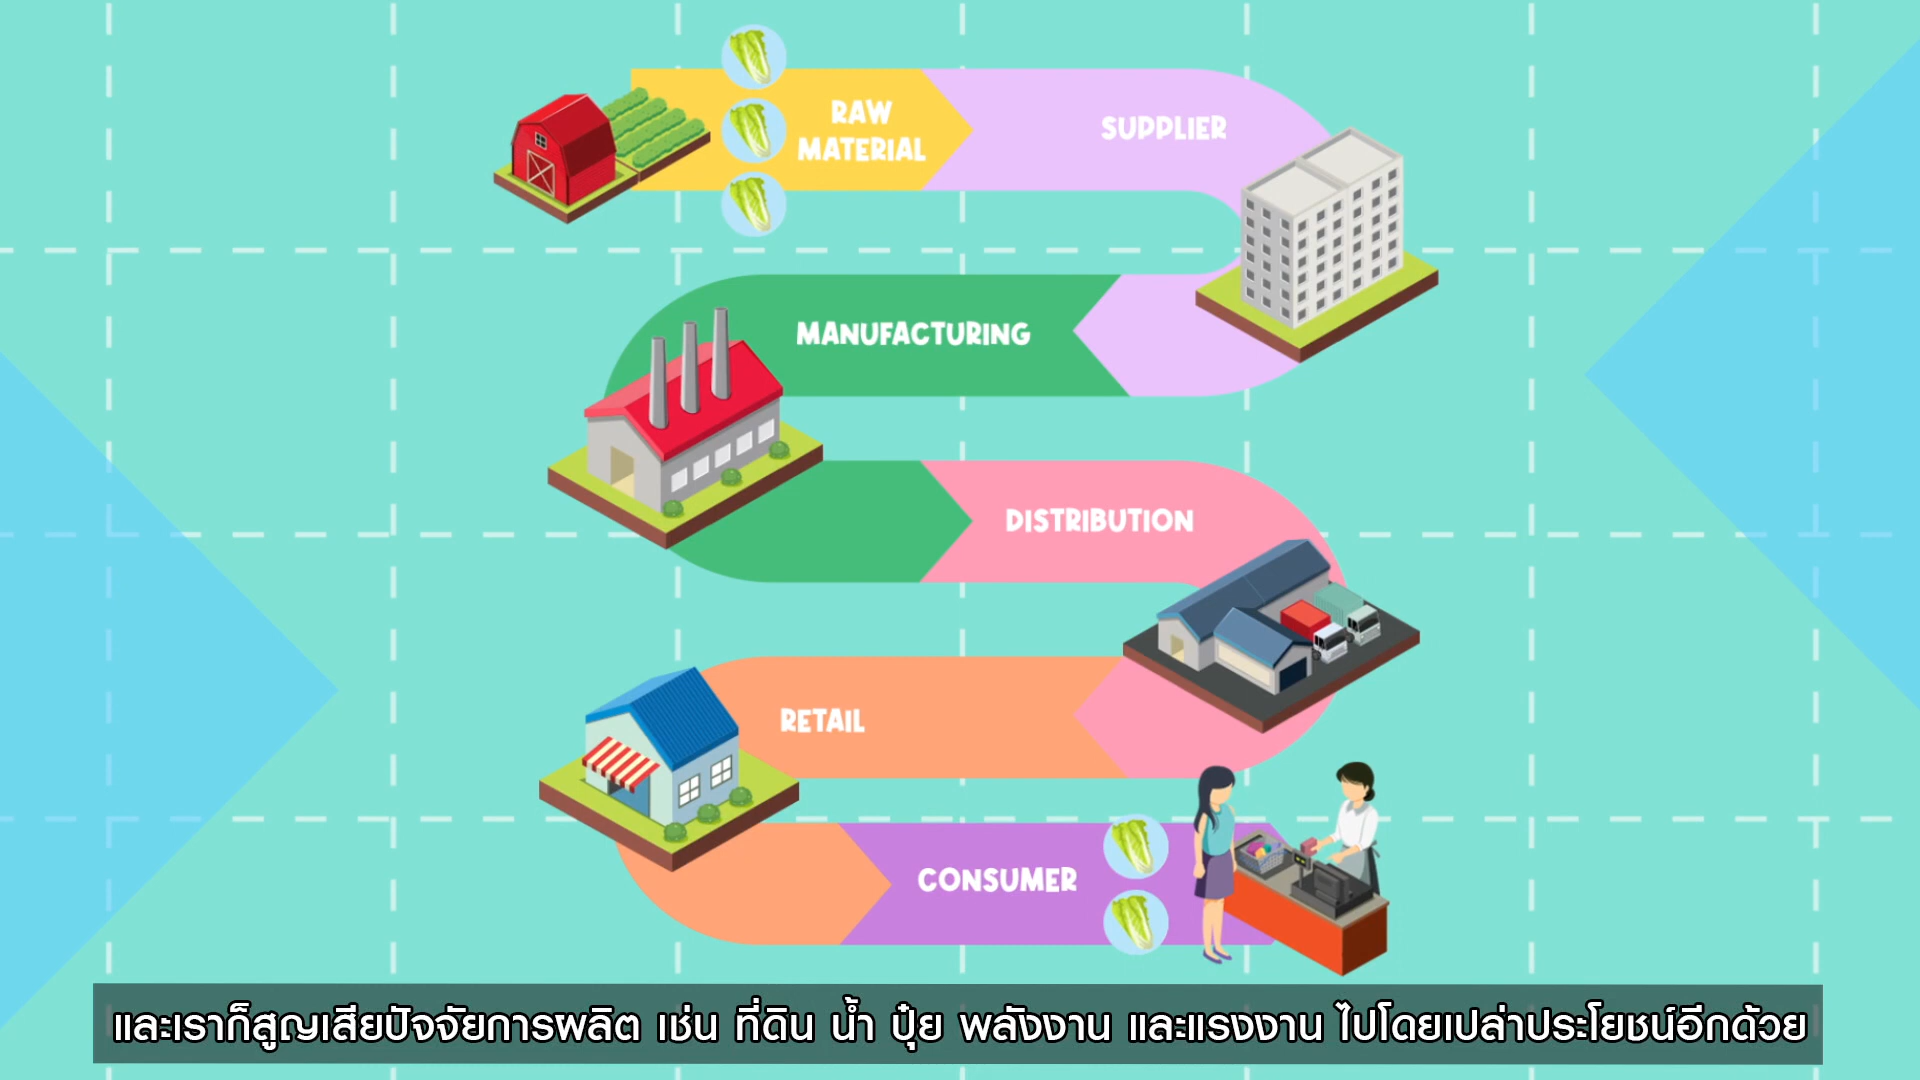 RAW
MATERIAL
SUPPLIER
MANUFACTURING
DISTRIBUTION
RETAIL
CONSUMER
และเราก็สูญเสียปัจจัยการผลิต เช่น ที่ดิน น้ำ ปุ๋ย พลังงาน และแรงงาน ไปโดยเปล่าประโยชน์อีกด้วย